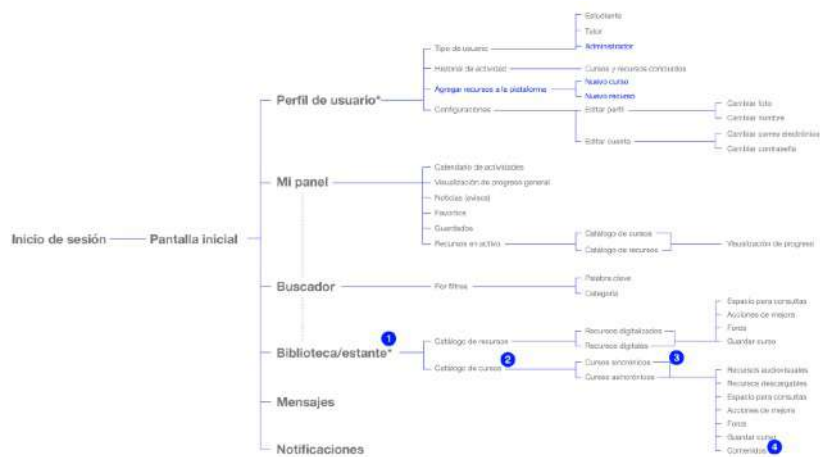 Inicio de sesión
Pantalla inicial
Perfil de usuario*
Tipo de usuario
Estudiante
Tutor
Administrador
Historial de actividad
Cursos y recursos concluidos
Agregar recursos a la plataforma
Nuevo curso
Nuevo recurso
Configuraciones
Editar perfil
Cambiar foto
Cambiar nombre
Editar cuenta
Cambiar correo electrónico
Cambiar contraseña
Mi panel
Calendario de actividades
Visualización de progreso general
Noticias (avisos)
Favoritos
Guardados
Recursos en activo
Catálogo de cursos
Catálogo de recursos
Visualización de progreso
Buscador
Por filtros
Palabra clave
Categoría
Biblioteca/estante*
1
Catálogo de recursos
Recursos digitalizados
Recursos digitales
Espacio para consultas
Acciones de mejora
Foros
Guardar curso
Catálogo de cursos
2
Cursos sincrónicos
Cursos asincrónicos
3
Recursos audiovisuales
Recursos descargables
Espacio para consultas
Acciones de mejora
Foros
Guardar curso
Contenidos
4
Mensajes
Notificaciones